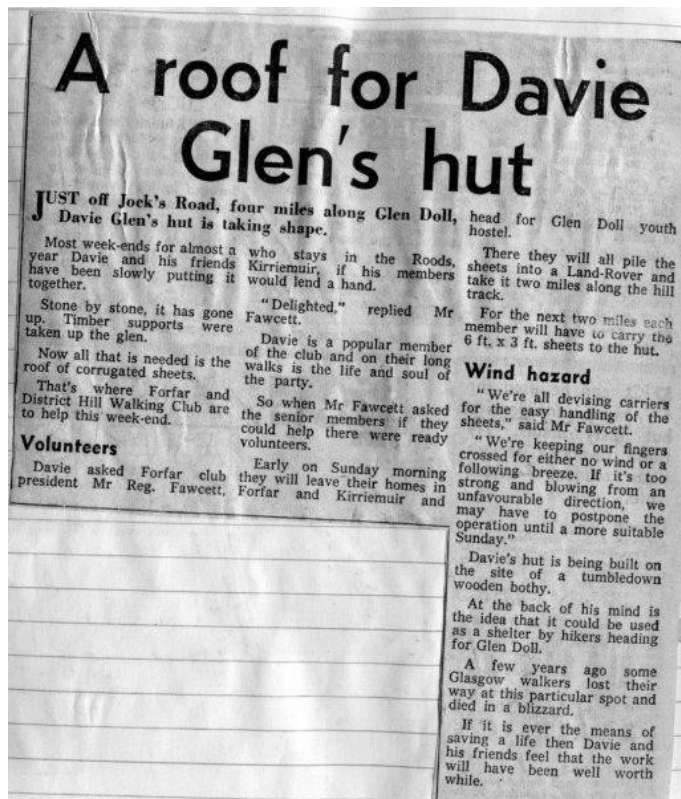 A roof for Davie
Glen's hut
JUST off Jock's Road, four miles along Glen Doll,
Davie Glen's hut is taking shape.
Most week-ends for almost a
year Davie and his friends
have been slowly putting it
together.
Stone by stone, it has gone
up. Timber supports were
taken up the glen.
Now all that is needed is the
roof of corrugated sheets.
That's where Forfar and
District Hill Walking Club are
to help this week-end.
Volunteers
Davie asked Forfar club
president Mr Reg. Fawcett,
who stays in the Roods,
Kirriemuir, if his members
would lend a hand.
"Delighted," replied Mr
Fawcett.
Davie is a popular member
of the club and on their long
walks is the life and soul of
the party.
So when Mr Fawcett asked
the senior members if they
could help there were ready
volunteers.
Early on Sunday morning
they will leave their homes in
Forfar and Kirriemuir and
head for Glen Doll youth
hostel.
There they will all pile the
sheets into a Land-Rover and
take it two miles along the hill
track.
For the next two miles each
member will have to carry the
6 ft. x 3 ft. sheets to the hut.
Wind hazard
"We're all devising carriers
for the easy handling of the
sheets," said Mr Fawcett.
"We're keeping our fingers
crossed for either no wind or a
following breeze. If it's too
strong and blowing from an
unfavourable direction, we
may have to postpone the
operation until a more suitable
Sunday."
Davie's hut is being built on
the site of a tumbledown
wooden bothy.
At the back of his mind is
the idea that it could be used
as a shelter by hikers heading
for Glen Doll.
A few years ago some
Glasgow walkers lost their
way at this particular spot and
died in a blizzard.
If it is ever the means of
saving a life then Davie and
his friends feel that the work
will have been well worth
while.